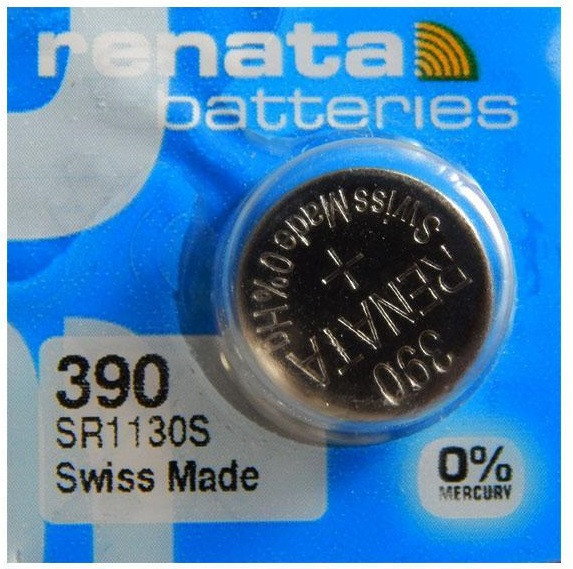 renata
batteries
Swiss Made 0% Hg
+
RENATA
390
390
SR1130S
Swiss Made
0%
MERCURY